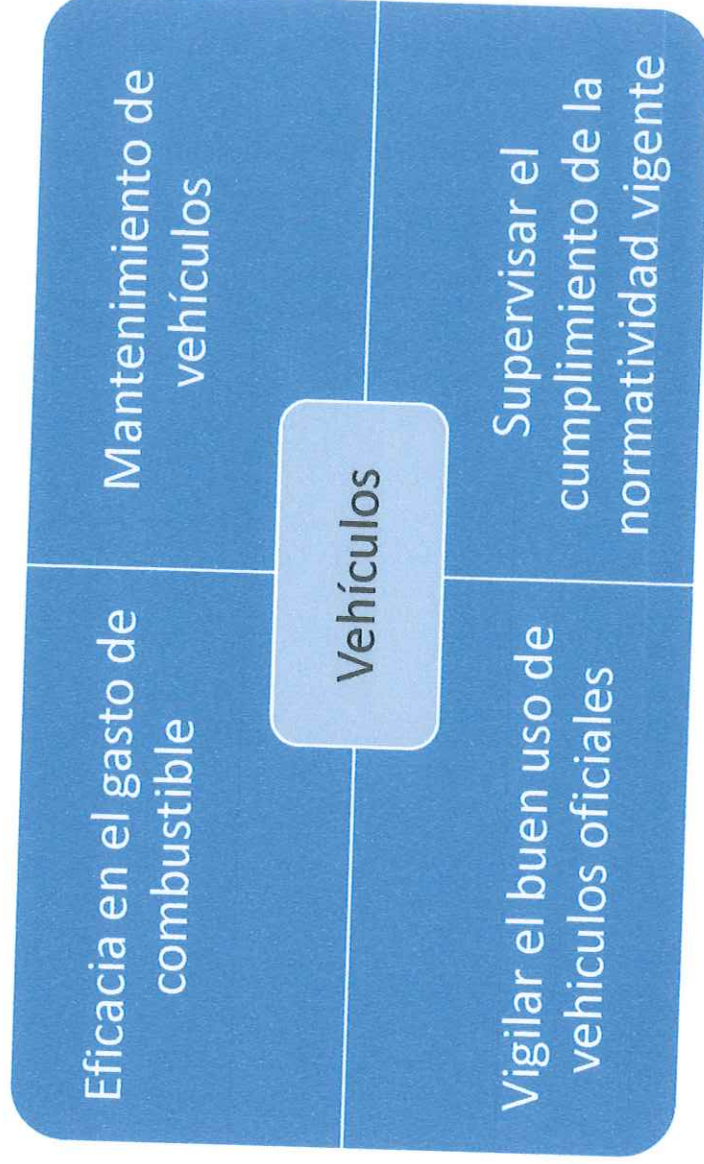 Eficacia en el gasto de
combustible
Mantenimiento de
vehículos
Vehículos
Vigilar el buen uso de
vehiculos oficiales
Supervisar el
cumplimiento de la
normatividad vigente